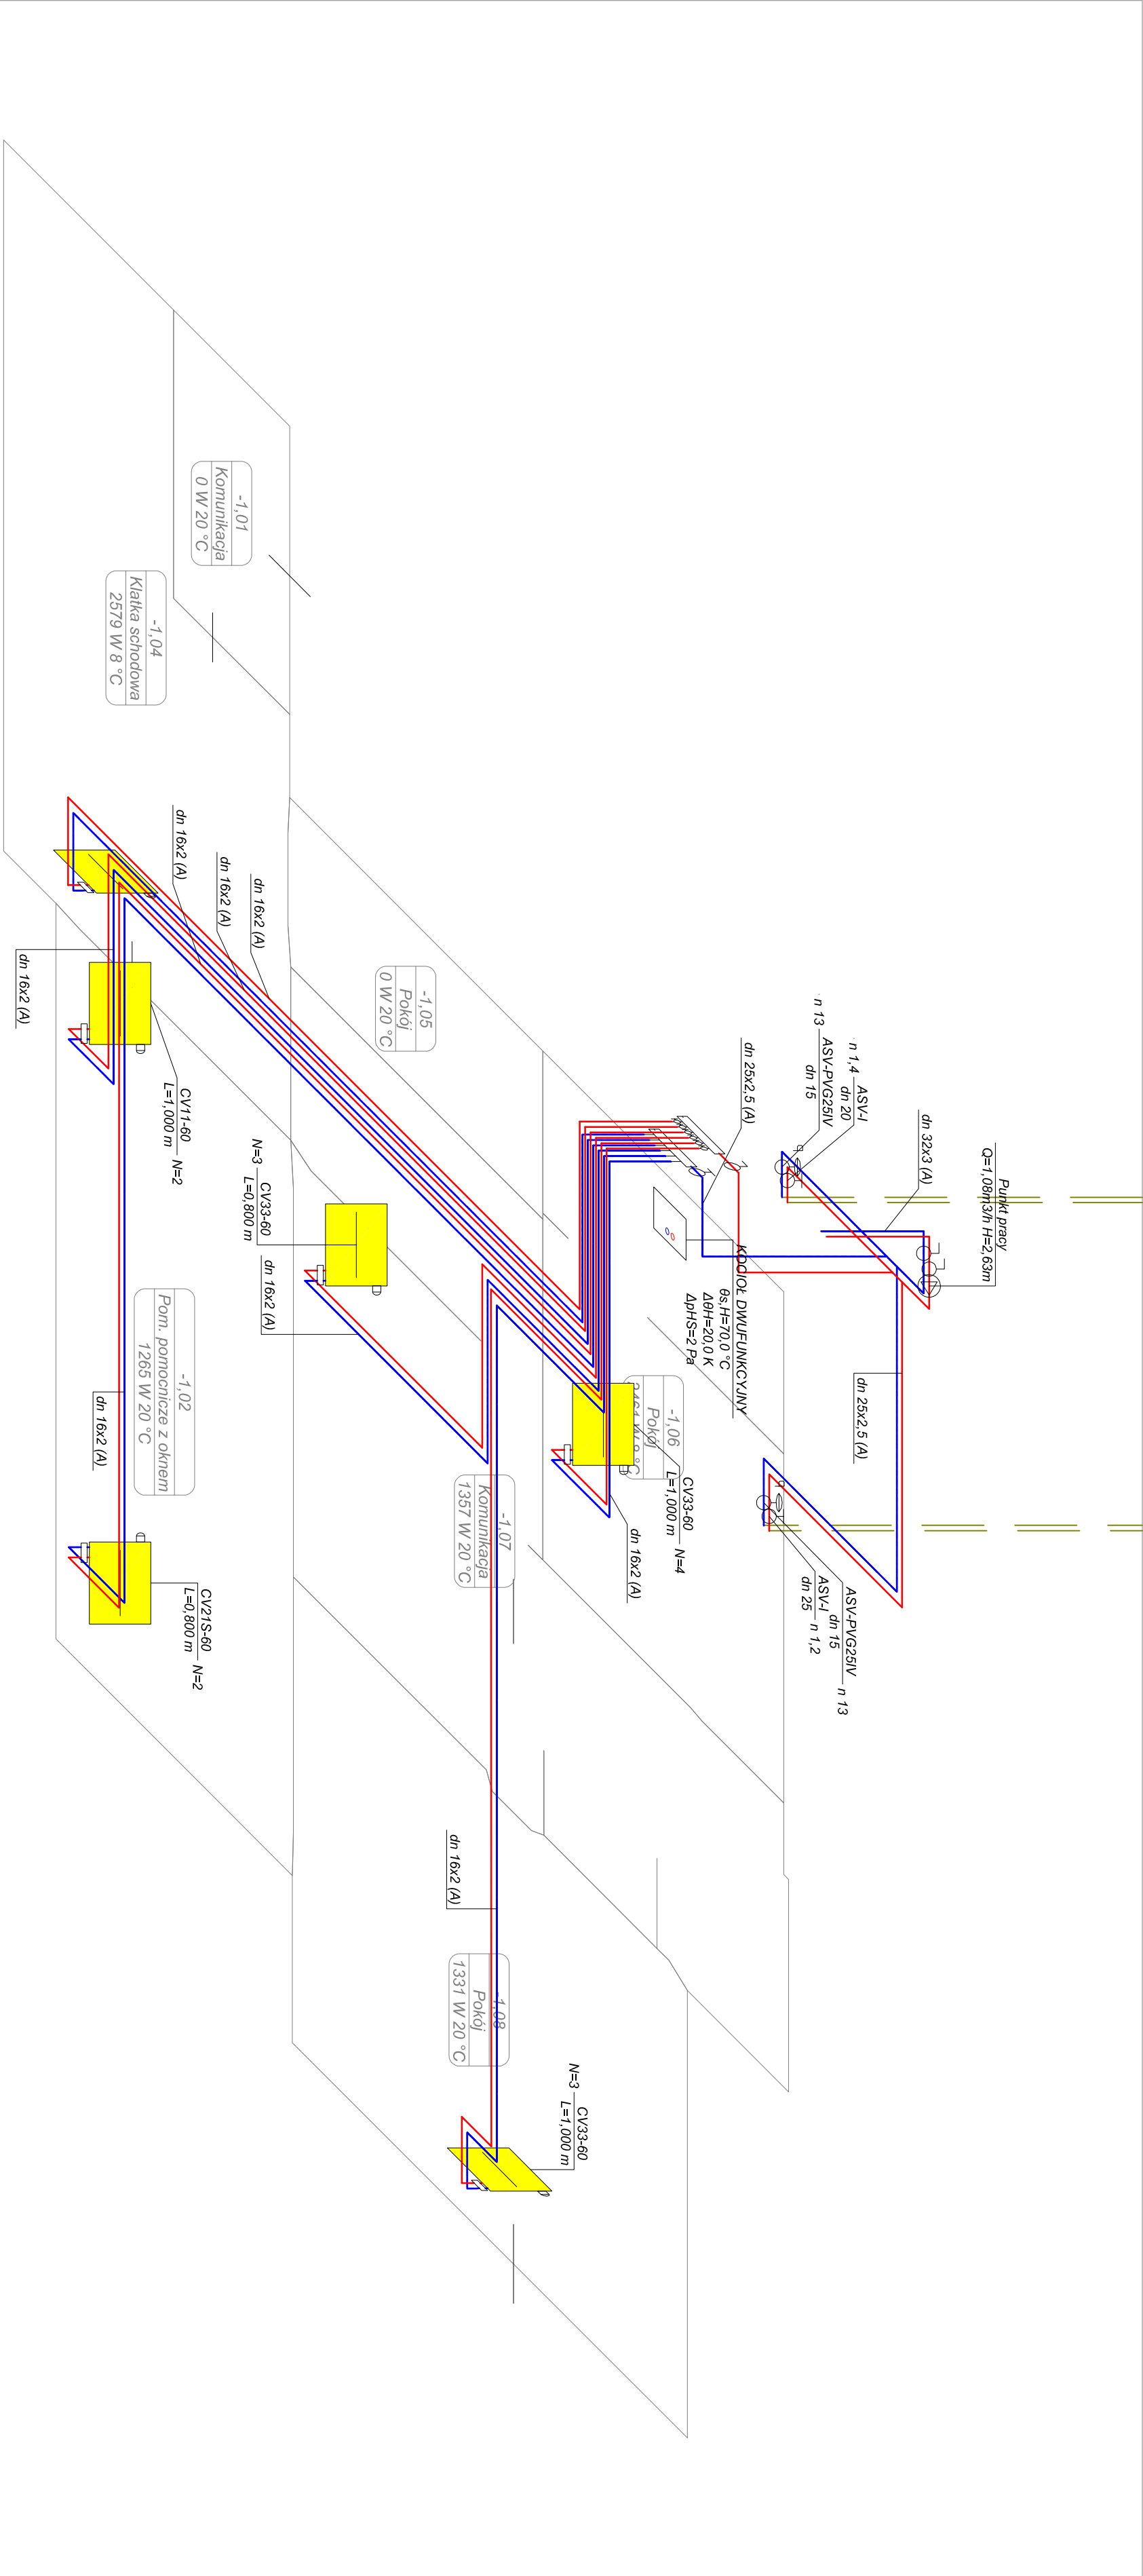 Punkt pracy
Q=1,08m3/h H=2,63m
dn 32x3 (A)
ASV-I
n 1,4
dn 20
ASV-PVG25IV
n 13
dn 15
dn 25x2,5 (A)
dn 25x2,5 (A)
ASV-PVG25IV
n 13
dn 15
ASV-I
n 1,2
dn 25
KOCIOŁ DWUFUNKCYJNY
θs,H=70,0 °C
ΔθH=20,0 K
ΔpHS=2 Pa
-1,06
Pokój
CV33-60
N=4
L=1,000 m
dn 16x2 (A)
-1,05
Pokój
0 W 20 °C
-1,07
Komunikacja
1357 W 20 °C
-1,08
Pokój
1331 W 20 °C
CV33-60
N=3
L=1,000 m
dn 16x2 (A)
CV33-60
N=3
L=0,800 m
dn 16x2 (A)
dn 16x2 (A)
dn 16x2 (A)
dn 16x2 (A)
-1,01
Komunikacja
0 W 20 °C
-1,04
Klatka schodowa
2579 W 8 °C
CV11-60
N=2
L=1,000 m
dn 16x2 (A)
-1,02
Pom. pomocnicze z oknem
1265 W 20 °C
dn 16x2 (A)
CV21S-60
N=2
L=0,800 m